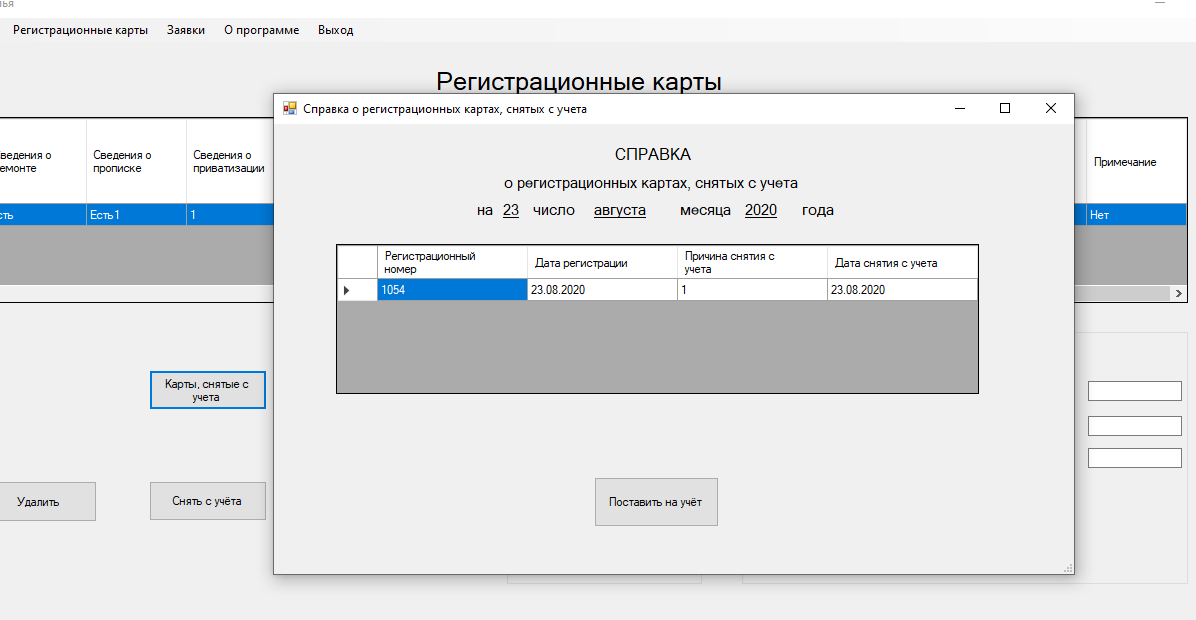 Регистрационные карты Заявки О программе Выход
Регистрационные карты
Справка о регистрационных картах, снятых с учета
Сведения о
прописке
Сведения о
приватизации
Примечание
Есть1 1 Нет
СПРАВКА
о регистрационных картах, снятых с учета
на 23 число августа месяца 2020 года
Регистрационный
номер
Дата регистрации
Причина снятия с
учета
Дата снятия с учета
1054 23.08.2020 1 23.08.2020
Карты, снятые с
учета
Удалить
Снять с учёта
Поставить на учёт